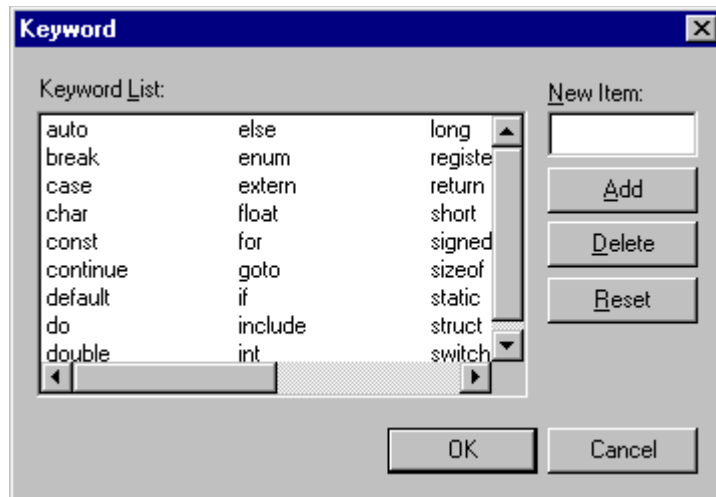 Keyword
Keyword List:
New Item:
auto else long
break enum registe
case extern return
char float short
const for signed
continue goto sizeof
default if static
do include struct
double int switch
Add
Delete
Reset
OK Cancel